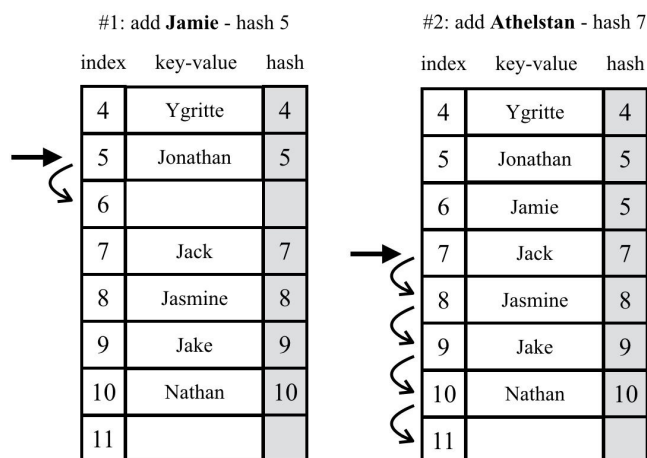 #1: add Jamie - hash 5
index key-value hash
4 Ygritte 4
5 Jonathan 5
6
7 Jack 7
8 Jasmine 8
9 Jake 9
10 Nathan 10
11
#2: add Athelstan - hash 7
index key-value hash
4 Ygritte 4
5 Jonathan 5
6 Jamie 5
7 Jack 7
8 Jasmine 8
9 Jake 9
10 Nathan 10
11